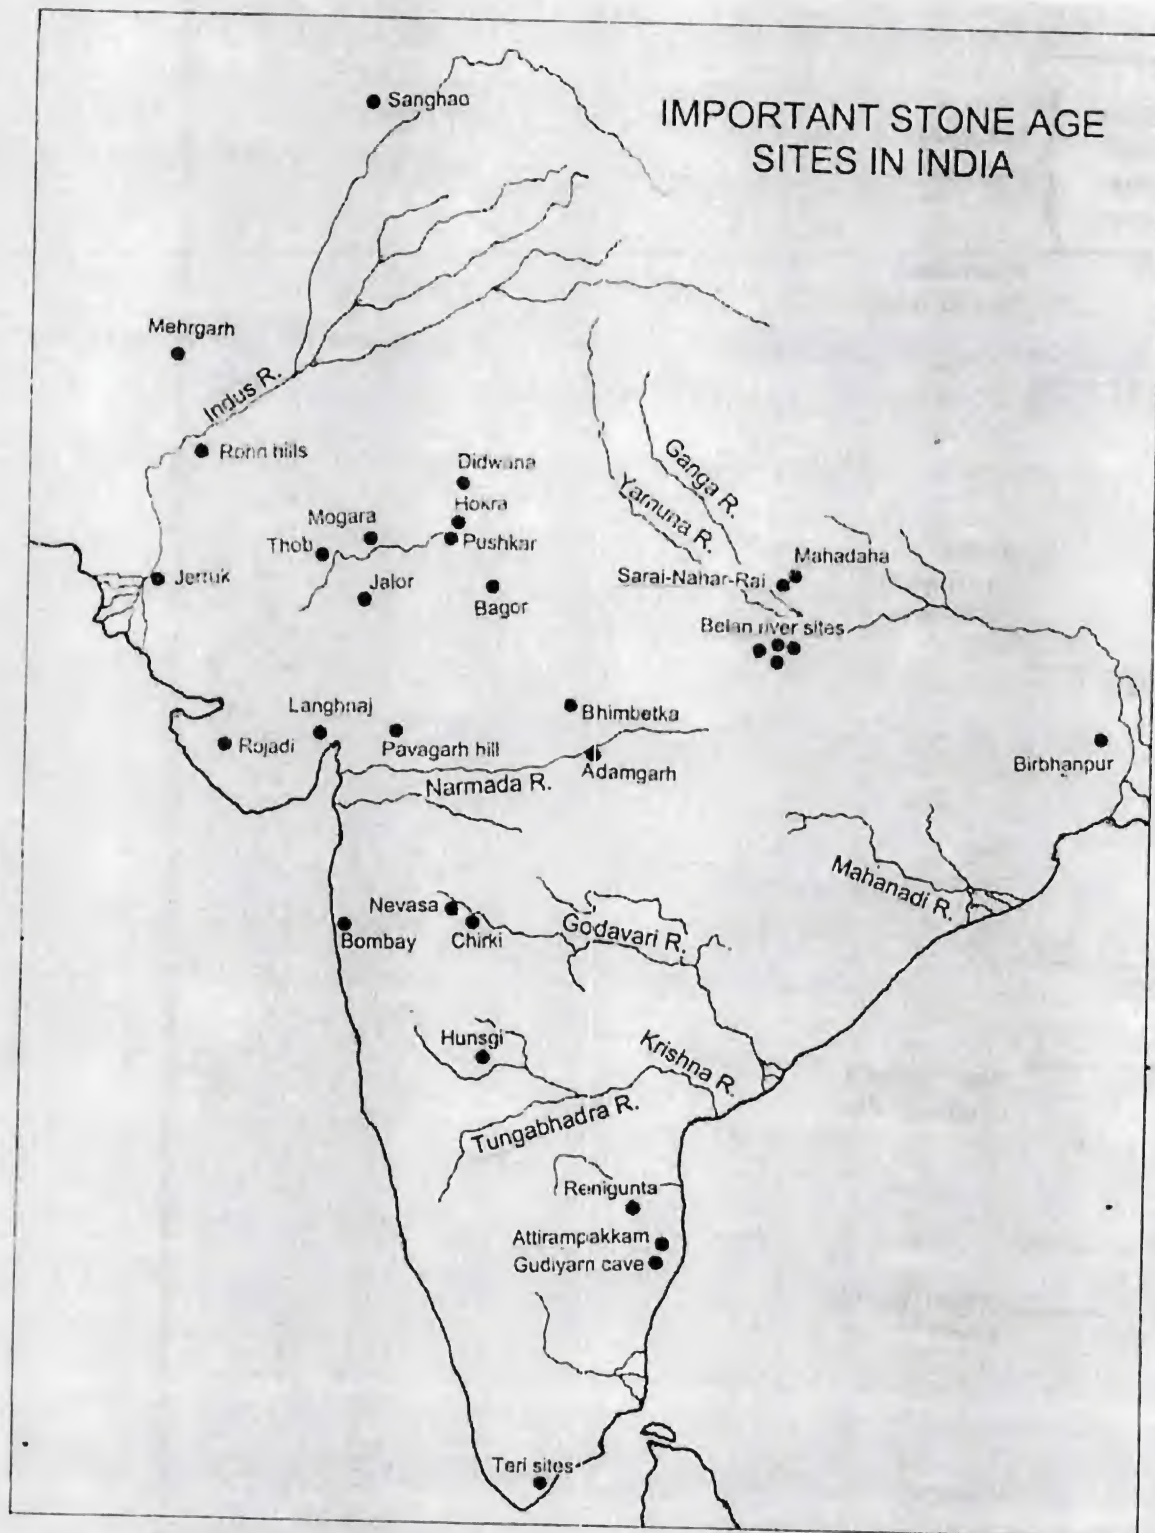 IMPORTANT STONE AGE
SITES IN INDIA
Sanghao
Mehrgarh
Indus R.
Rohri hills
Didwana
Hokra
Mogara
Pushkar
Thob
Jerruk
Jalor
Bagor
Ganga R.
Yamuna R.
Mahadaha
Sarai-Nahar-Rai
Belan river sites
Langhnaj
Bhimbetka
Rojadi
Pavagarh hill
Adamgarh
Narmada R.
Birbhanpur
Mahanadi R.
Nevasa
Bombay
Chirki
Godavari R.
Hunsgi
Krishna R.
Tungabhadra R.
Renigunta
Attirampakkam
Gudiyam cave
Teri sites